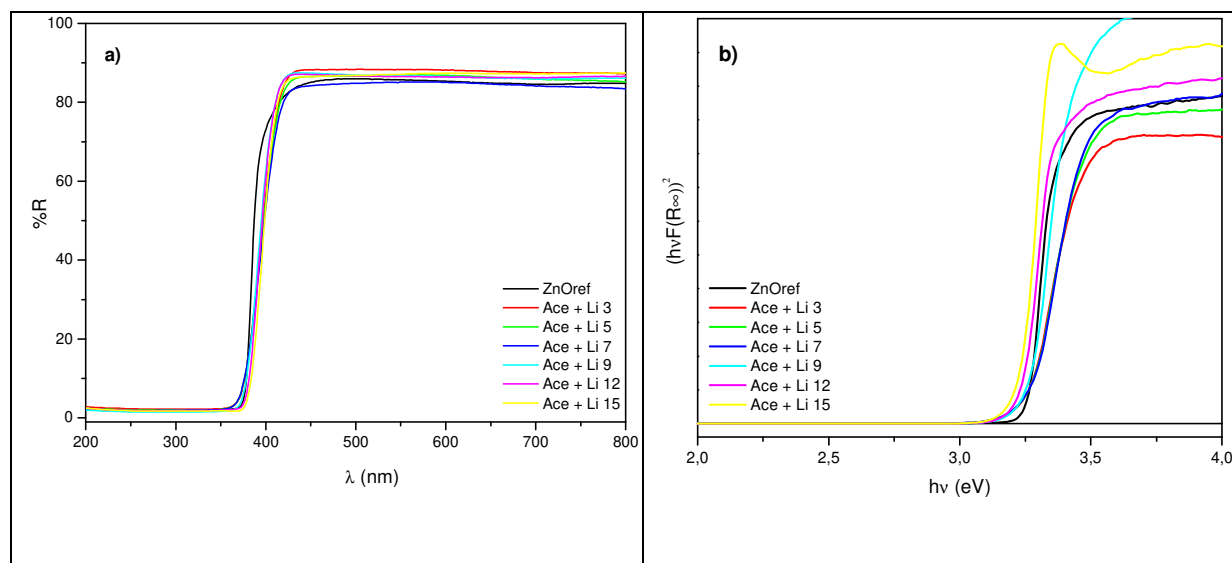 a)
%R
100
80
60
40
20
0
200 300 400 500 600 700 800
λ (nm)
ZnOref
Ace + Li 3
Ace + Li 5
Ace + Li 7
Ace + Li 9
Ace + Li 12
Ace + Li 15
b)
(hνF(R∞))²
2,0 2,5 3,0 3,5 4,0
hν (eV)
ZnOref
Ace + Li 3
Ace + Li 5
Ace + Li 7
Ace + Li 9
Ace + Li 12
Ace + Li 15